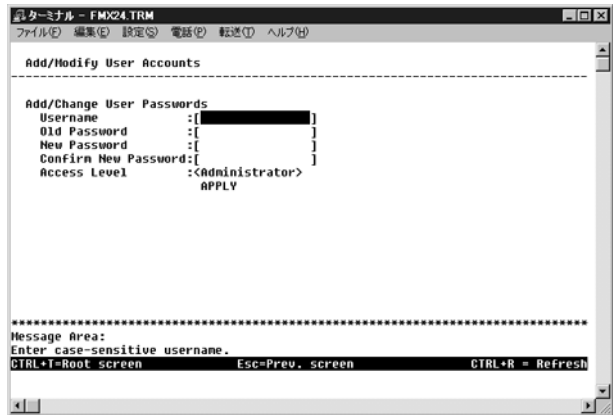 ターミナル - FMX24.TRM
ファイル(F) 編集(E) 設定(S) 電話(P) 転送(T) ヘルプ(H)
Add/Modify User Accounts
--------------------------------------------------------------------------------
Add/Change User Passwords
Username :[ ]
Old Password :[ ]
New Password :[ ]
Confirm New Password:[ ]
Access Level :<Administrator>
APPLY
********************************************************************************
Message Area:
Enter case-sensitive username.
CTRL+T=Root screen Esc=Prev. screen CTRL+R = Refresh